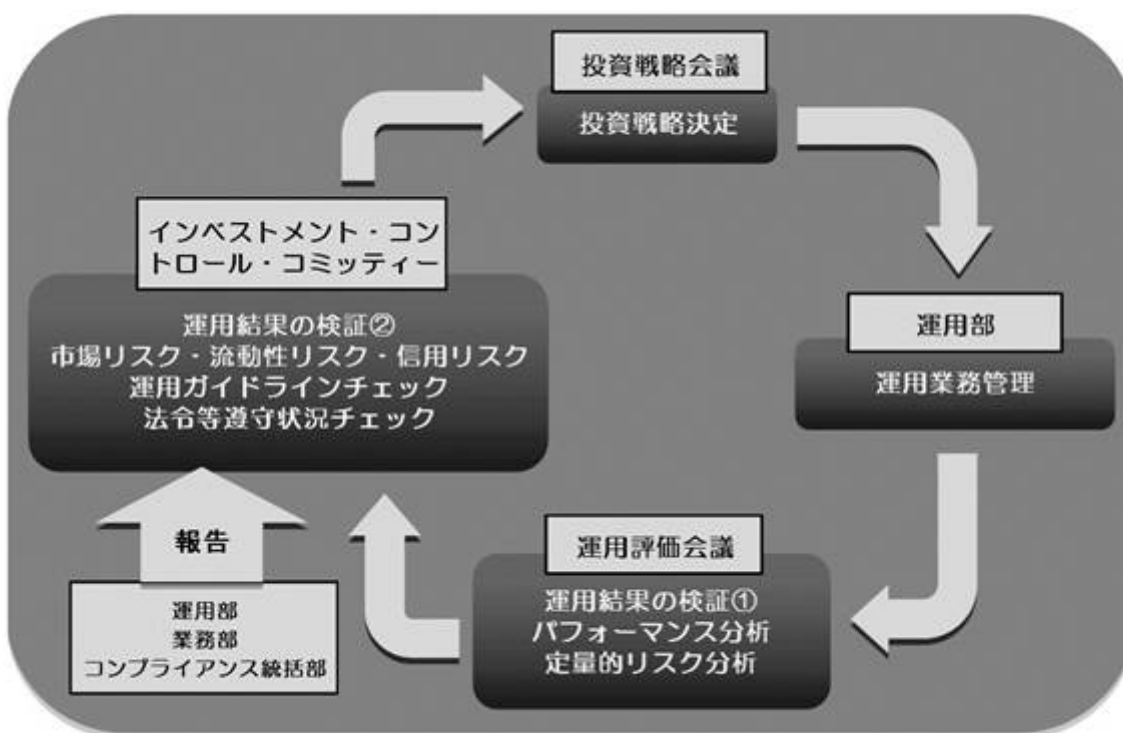 投資戦略会議
投資戦略決定
インベストメント・コン
トロール・コミッティー
運用結果の検証②
市場リスク・流動性リスク・信用リスク
運用ガイドラインチェック
法令等遵守状況チェック
運用部
運用業務管理
報告
運用部
業務部
コンプライアンス統括部
運用評価会議
運用結果の検証①
パフォーマンス分析
定量的リスク分析